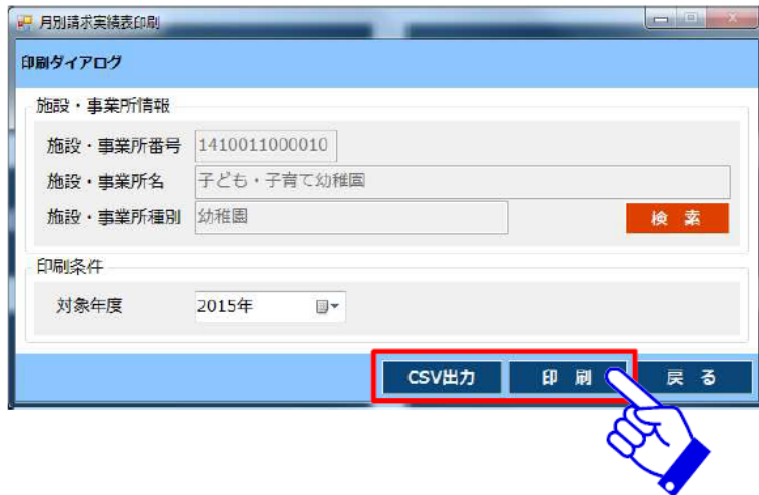 月別請求実績表印刷
印刷ダイアログ
施設・事業所情報
施設・事業所番号 1410011000010
施設・事業所名 子ども・子育て幼稚園
施設・事業所種別 幼稚園
検 索
印刷条件
対象年度 2015年
CSV出力 印 刷 戻 る